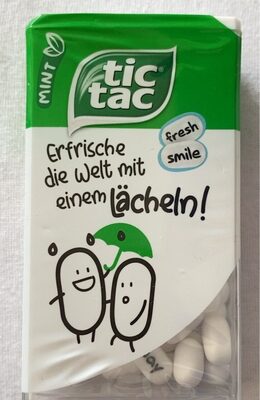 MINT
tic
tac
fresh
smile
Erfrische
die Welt mit
einem Lächeln!